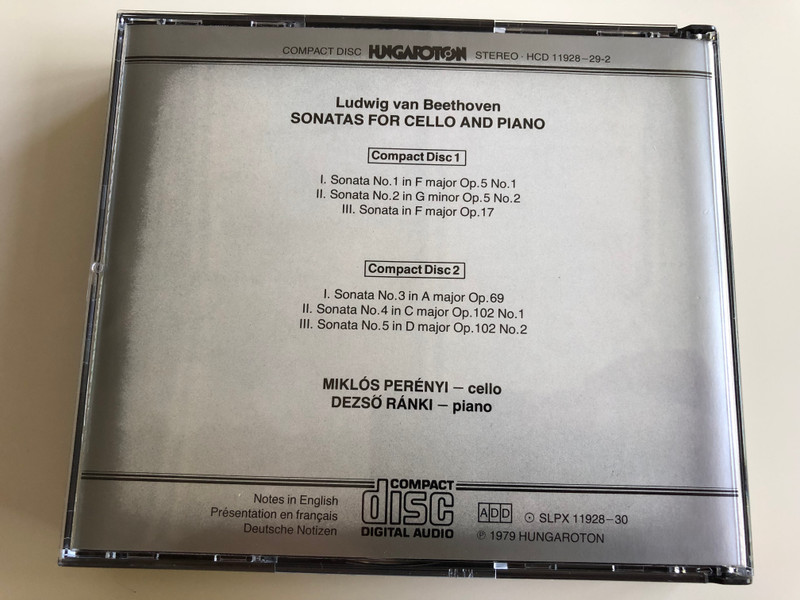 COMPACT DISC HUNGAROTON STEREO · HCD 11928–29-2
Ludwig van Beethoven
SONATAS FOR CELLO AND PIANO
Compact Disc 1
I. Sonata No.1 in F major Op.5 No.1
II. Sonata No.2 in G minor Op.5 No.2
III. Sonata in F major Op.17
Compact Disc 2
I. Sonata No.3 in A major Op.69
II. Sonata No.4 in C major Op.102 No.1
III. Sonata No.5 in D major Op.102 No.2
MIKLÓS PERÉNYI – cello
DEZSŐ RÁNKI – piano
Notes in English
Présentation en français
Deutsche Notizen
COMPACT
disc
DIGITAL AUDIO
ADD
⊙ SLPX 11928–30
℗ 1979 HUNGAROTON